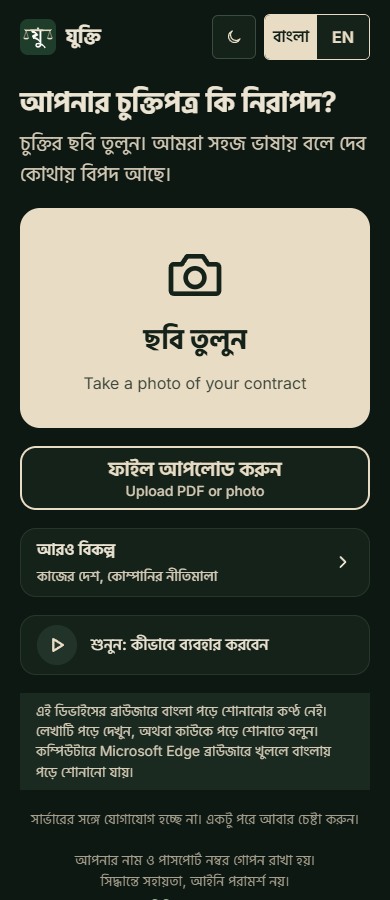 যু যুক্তি
বাংলা EN
আপনার চুক্তিপত্র কি নিরাপদ?
চুক্তির ছবি তুলুন। আমরা সহজ ভাষায় বলে দেব
কোথায় বিপদ আছে।
ছবি তুলুন
Take a photo of your contract
ফাইল আপলোড করুন
Upload PDF or photo
আরও বিকল্প
কাজের দেশ, কোম্পানির নীতিমালা
শুনুন: কীভাবে ব্যবহার করবেন
এই ডিভাইসের ব্রাউজারে বাংলা পড়ে শোনানোর কণ্ঠ নেই।
লেখাটি পড়ে দেখুন, অথবা কাউকে পড়ে শোনাতে বলুন।
কম্পিউটারে Microsoft Edge ব্রাউজারে খুললে বাংলায়
পড়ে শোনানো যায়।
সার্ভারের সঙ্গে যোগাযোগ হচ্ছে না। একটু পরে আবার চেষ্টা করুন।
আপনার নাম ও পাসপোর্ট নম্বর গোপন রাখা হয়।
সিদ্ধান্তে সহায়তা, আইনি পরামর্শ নয়।